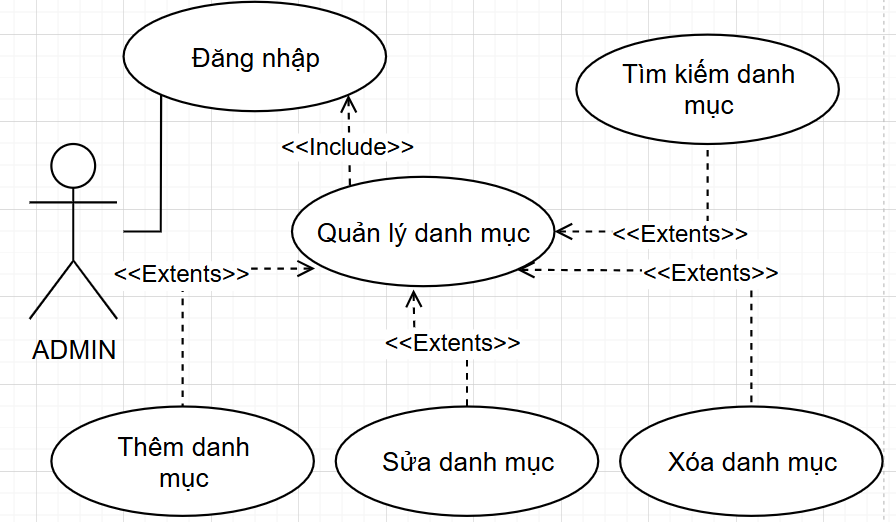 Đăng nhập
Tìm kiếm danh
mục
<<Include>>
Quản lý danh mục
<<Extents>>
<<Extents>>
<<Extents>>
<<Extents>>
ADMIN
Thêm danh
mục
Sửa danh mục
Xóa danh mục